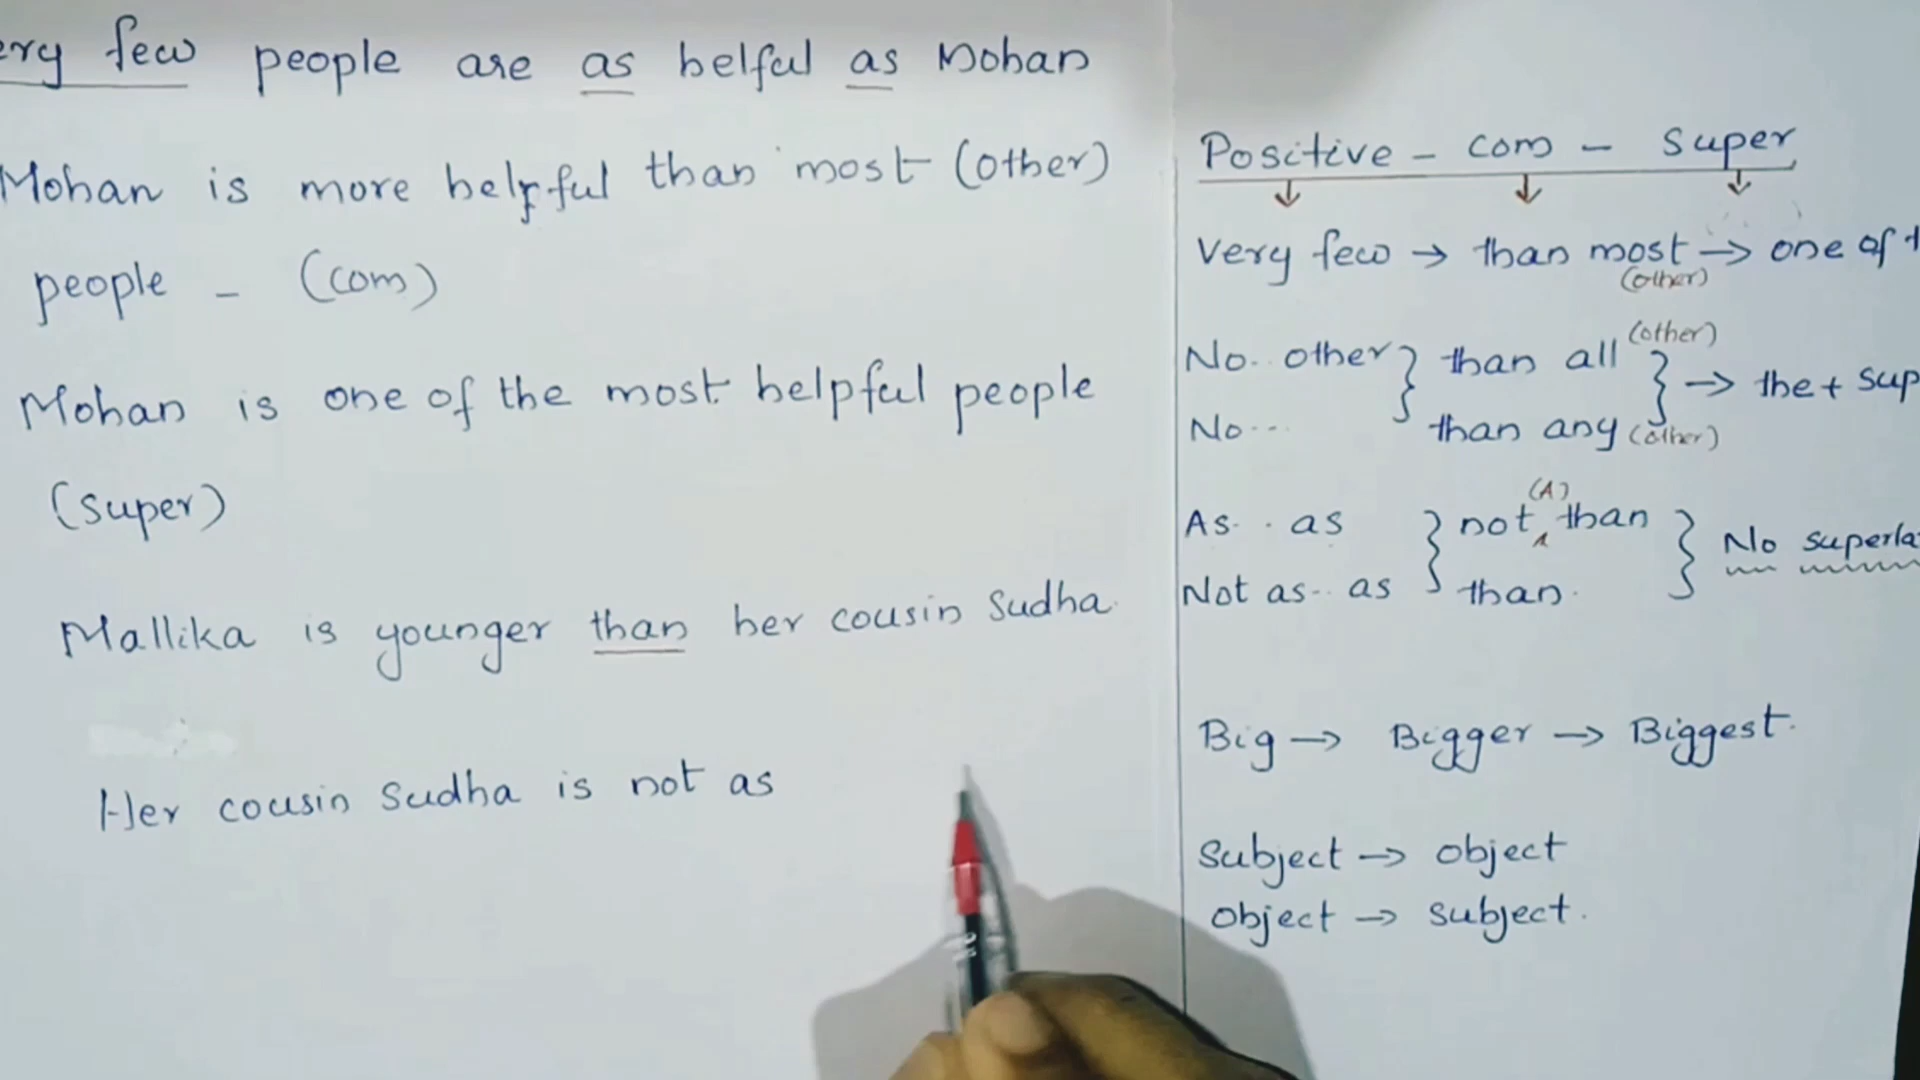 ery few people are as belful as Mohan
Mohan is more helpful than most (other)
people - (com)
Mohan is one of the most helpful people
(super)
Mallika is younger than her cousin Sudha.
Her cousin Sudha is not as
Positive - com - super
Very few → than most → one of t
(other)
No.. other } than all (other) } → the + sup
No... than any (other)
As.. as } not (A) than } No superla
Not as.. as than.
Big → Bigger → Biggest.
Subject → object
object → subject.